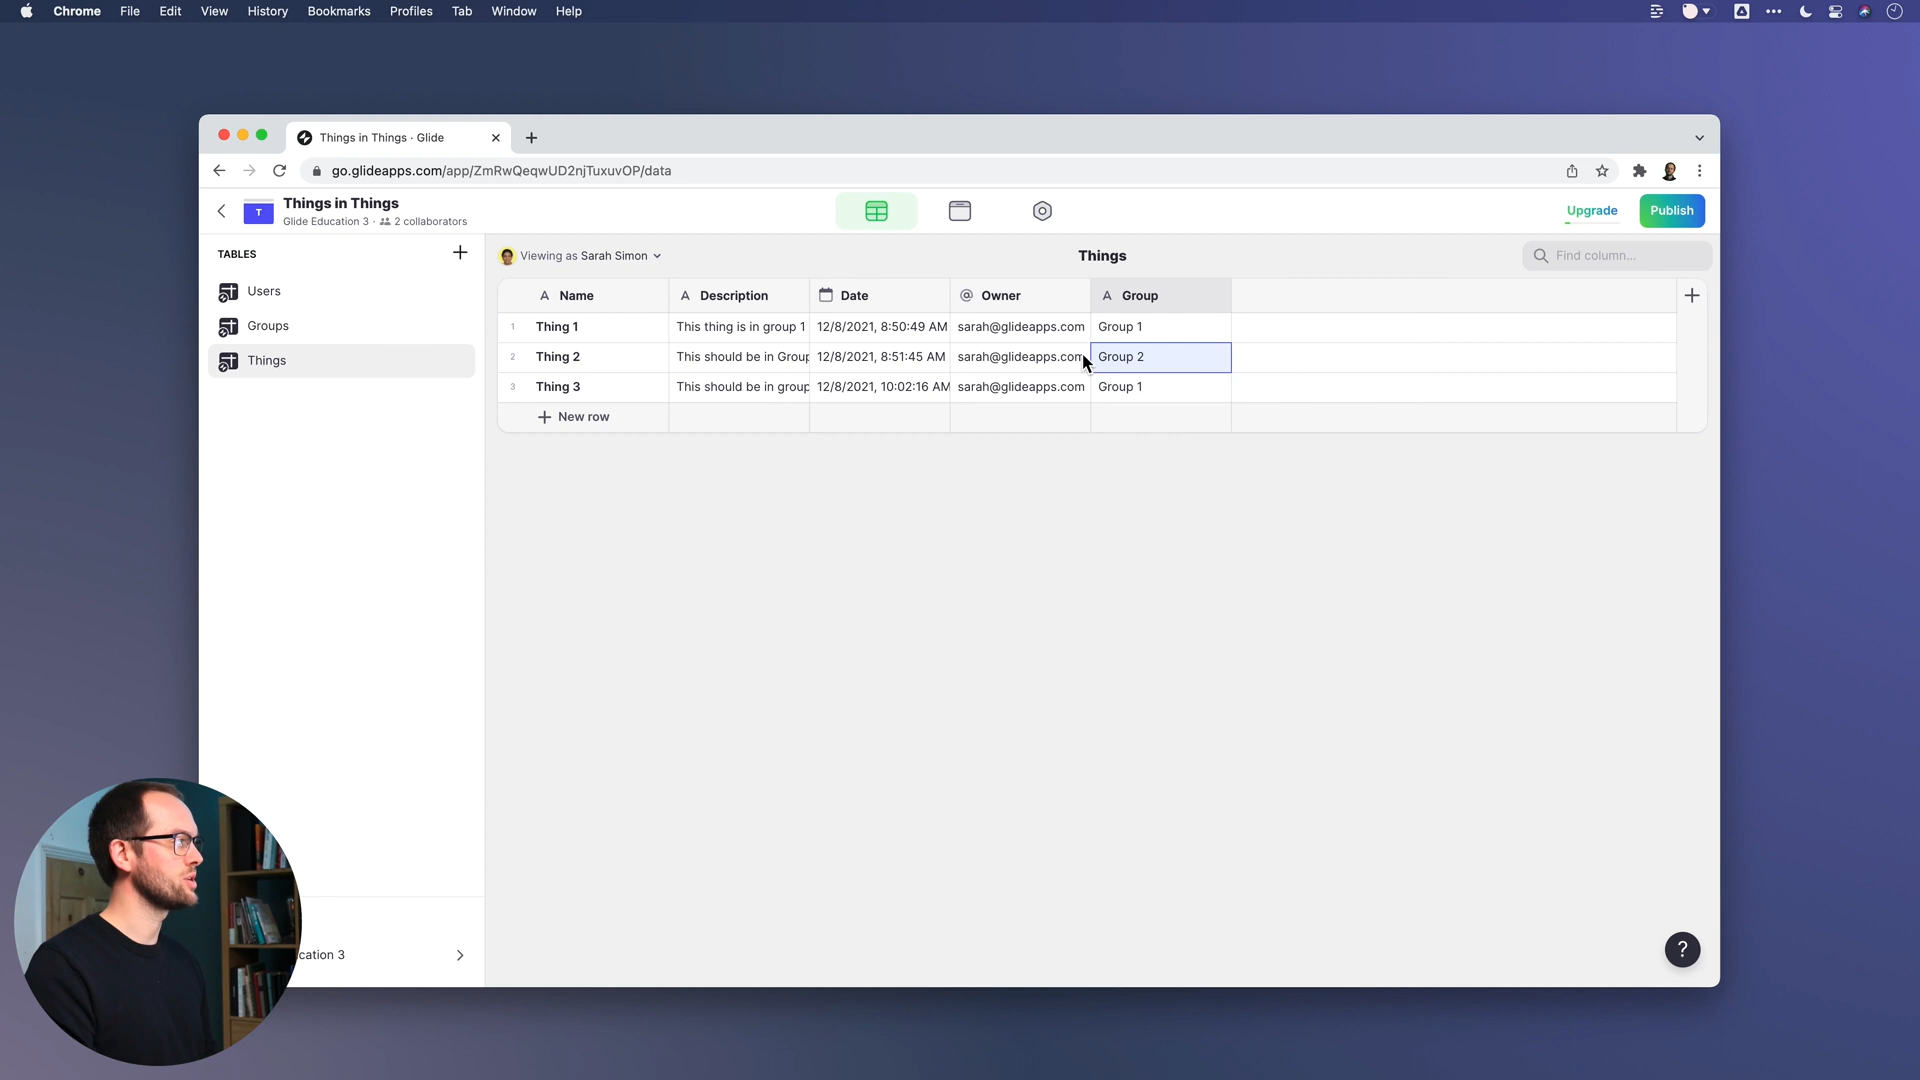 Chrome File Edit View History Bookmarks Profiles Tab Window Help
Things in Things · Glide
go.glideapps.com/app/ZmRwQeqwUD2njTuxuvOP/data
T
Things in Things
Glide Education 3 · 2 collaborators
Upgrade
Publish
TABLES
Users
Groups
Things
Viewing as Sarah Simon
Things
Find column...
Name Description Date Owner Group
1 Thing 1 This thing is in group 1 12/8/2021, 8:50:49 AM sarah@glideapps.com Group 1
2 Thing 2 This should be in Group 12/8/2021, 8:51:45 AM sarah@glideapps.com Group 2
3 Thing 3 This should be in group 12/8/2021, 10:02:16 AM sarah@glideapps.com Group 1
New row
cation 3
?